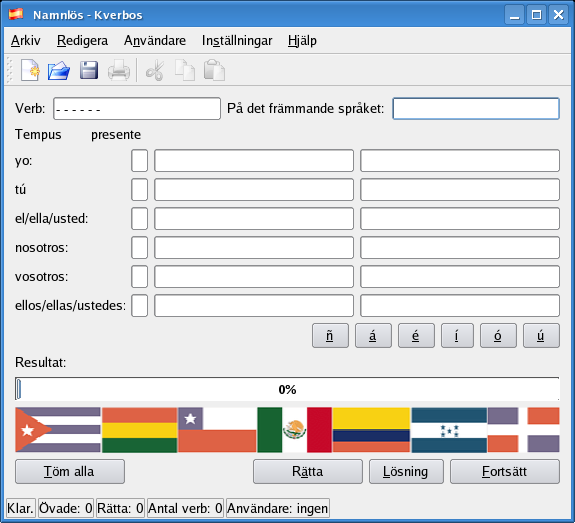 Namnlös - Kverbos
Arkiv Redigera Användare Inställningar Hjälp
Verb: - - - - - - På det främmande språket:
Tempus presente
yo:
tú
el/ella/usted:
nosotros:
vosotros:
ellos/ellas/ustedes:
ñ á é í ó ú
Resultat:
0%
Töm alla Rätta Lösning Fortsätt
Klar. Övade: 0 Rätta: 0 Antal verb: 0 Användare: ingen